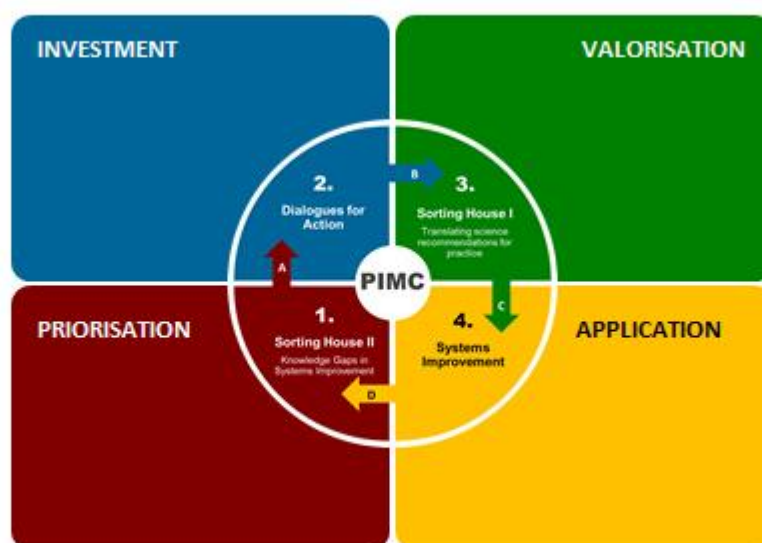 INVESTMENT
VALORISATION
2.
Dialogues for
Action
B
3.
Sorting House I
Translating science
recommendations for
practice
A
PIMC
C
PRIORISATION
1.
Sorting House II
Knowledge Gaps in
Systems Improvement
4.
Systems
Improvement
APPLICATION
D